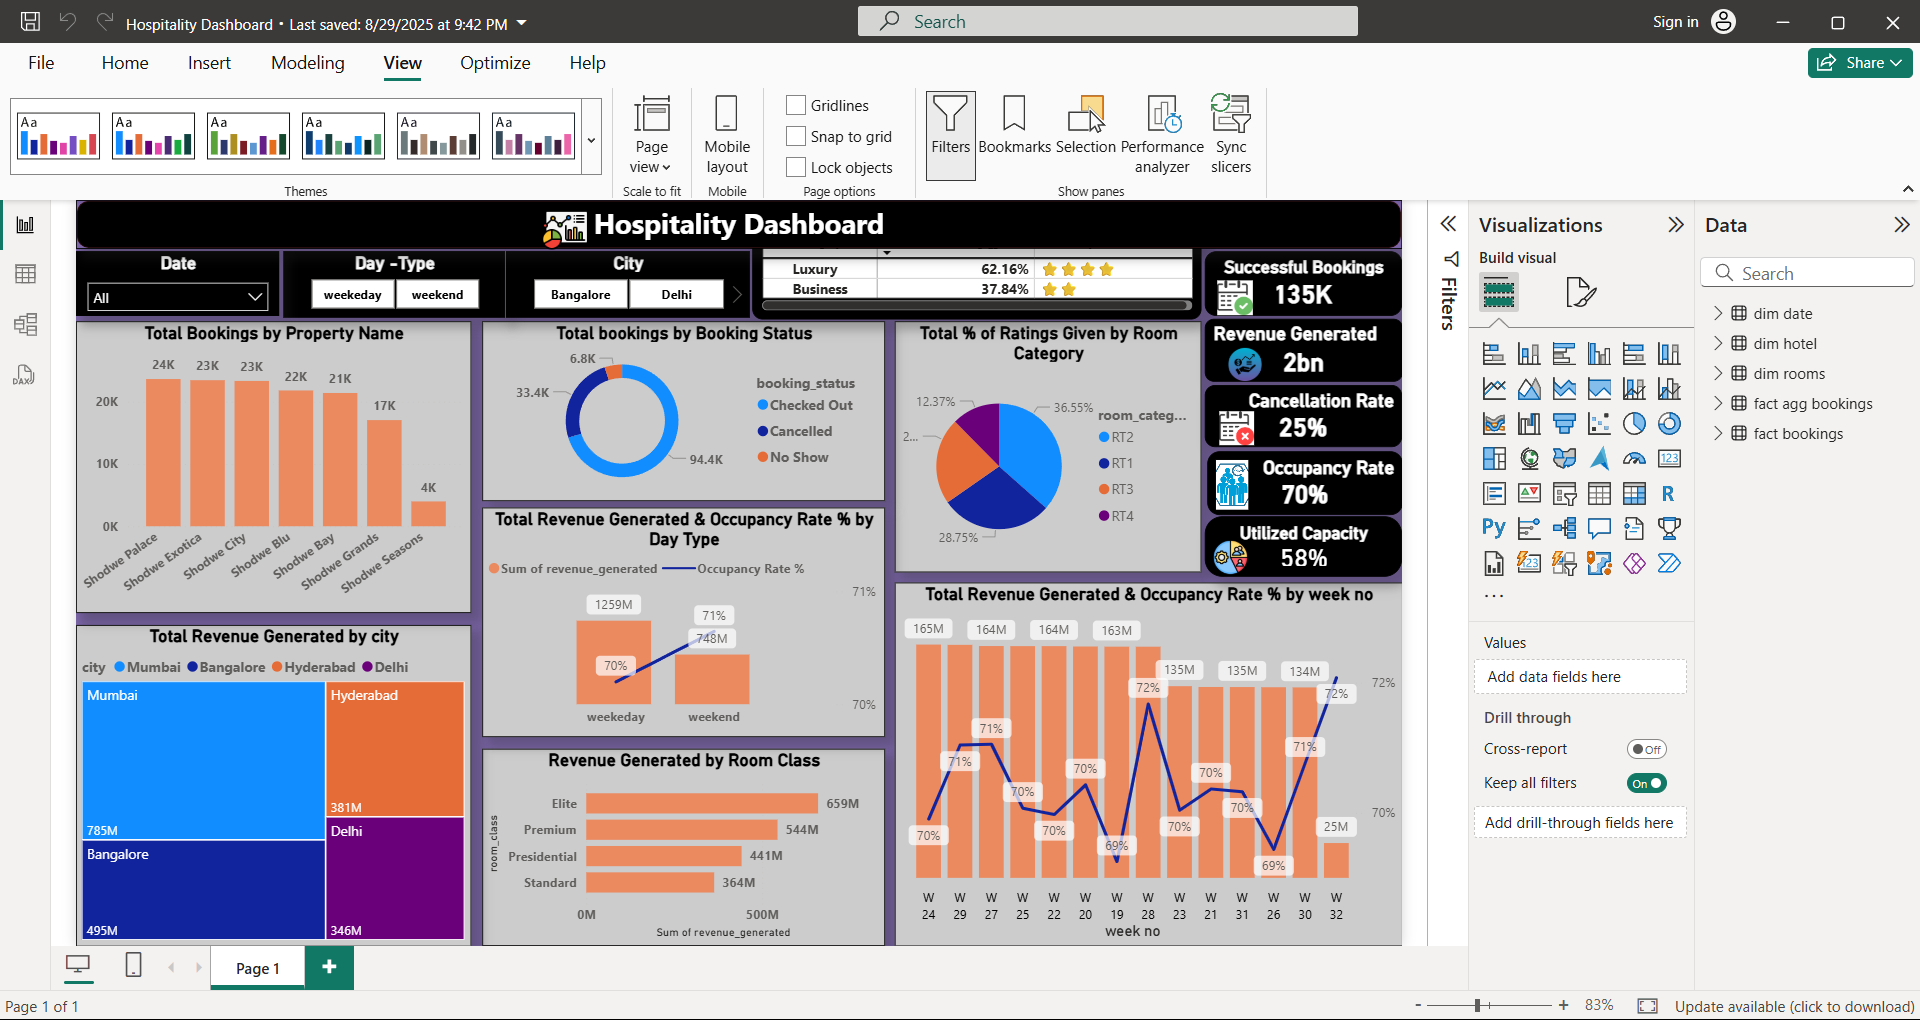 Hospitality Dashboard • Last saved: 8/29/2025 at 9:42 PM
Search
Sign in
File Home Insert Modeling View Optimize Help
Share
Aa Aa Aa Aa Aa Aa
Themes
Page view
Scale to fit
Mobile layout
Mobile
Gridlines
Snap to grid
Lock objects
Page options
Filters
Bookmarks
Selection
Performance analyzer
Sync slicers
Show panes
Hospitality Dashboard
Date
All
Day -Type
weekeday weekend
City
Bangalore Delhi
Luxury 62.16%
Business 37.84%
Successful Bookings
135K
Revenue Generated
2bn
Cancellation Rate
25%
Occupancy Rate
70%
Utilized Capacity
58%
Total Bookings by Property Name
24K 23K 23K 22K 21K 17K 4K
20K
10K
0K
Shodwe Palace
Shodwe Exotica
Shodwe City
Shodwe Blu
Shodwe Bay
Shodwe Grands
Shodwe Seasons
Total bookings by Booking Status
6.8K
33.4K
94.4K
booking_status
Checked Out
Cancelled
No Show
Total % of Ratings Given by Room
Category
12.37%
36.55%
2...
28.75%
room_categ...
RT2
RT1
RT3
RT4
Total Revenue Generated & Occupancy Rate % by
Day Type
Sum of revenue_generated Occupancy Rate %
1259M
70%
71%
748M
71%
70%
weekeday weekend
Total Revenue Generated by city
city Mumbai Bangalore Hyderabad Delhi
Mumbai
785M
Bangalore
495M
Hyderabad
381M
Delhi
346M
Revenue Generated by Room Class
room_class
Elite 659M
Premium 544M
Presidential 441M
Standard 364M
0M 500M
Sum of revenue_generated
Total Revenue Generated & Occupancy Rate % by week no
165M 164M 164M 163M 135M 135M 134M 25M
70% 71% 71% 70% 70% 70% 69% 72% 70% 70% 70% 69% 71% 72%
72%
70%
W W W W W W W W W W W W W W
24 29 27 25 22 20 19 28 23 21 31 26 30 32
week no
Filters
Visualizations
Build visual
123
R
Py
123
...
Values
Add data fields here
Drill through
Cross-report Off
Keep all filters On
Add drill-through fields here
Data
Search
dim date
dim hotel
dim rooms
fact agg bookings
fact bookings
DAX
Page 1
+
Page 1 of 1
- + 83%
Update available (click to download)